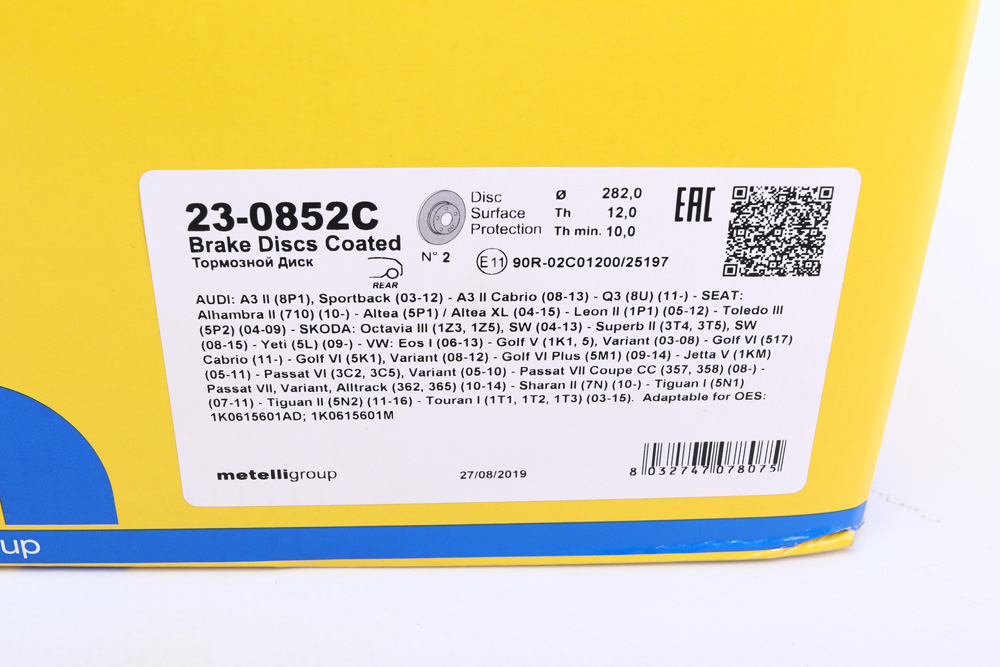 23-0852C
Brake Discs Coated
Тормозной Диск
REAR
N° 2
Disc
Surface
Protection
Ø 282,0
Th 12,0
Th min. 10,0
E11 90R-02C01200/25197
EAC
AUDI: A3 II (8P1), Sportback (03-12) - A3 II Cabrio (08-13) - Q3 (8U) (11-) - SEAT:
Alhambra II (710) (10-) - Altea (5P1) / Altea XL (04-15) - Leon II (1P1) (05-12) - Toledo III
(5P2) (04-09) - SKODA: Octavia III (1Z3, 1Z5), SW (04-13) - Superb II (3T4, 3T5), SW
(08-15) - Yeti (5L) (09-) - VW: Eos I (06-13) - Golf V (1K1, 5), Variant (03-08) - Golf VI (517)
Cabrio (11-) - Golf VI (5K1), Variant (08-12) - Golf VI Plus (5M1) (09-14) - Jetta V (1KM)
(05-11) - Passat VI (3C2, 3C5), Variant (05-10) - Passat VII Coupe CC (357, 358) (08-) -
Passat VII, Variant, Alltrack (362, 365) (10-14) - Sharan II (7N) (10-) - Tiguan I (5N1)
(07-11) - Tiguan II (5N2) (11-16) - Touran I (1T1, 1T2, 1T3) (03-15). Adaptable for OES:
1K0615601AD; 1K0615601M
metelligroup
27/08/2019
8 032747 078075
up